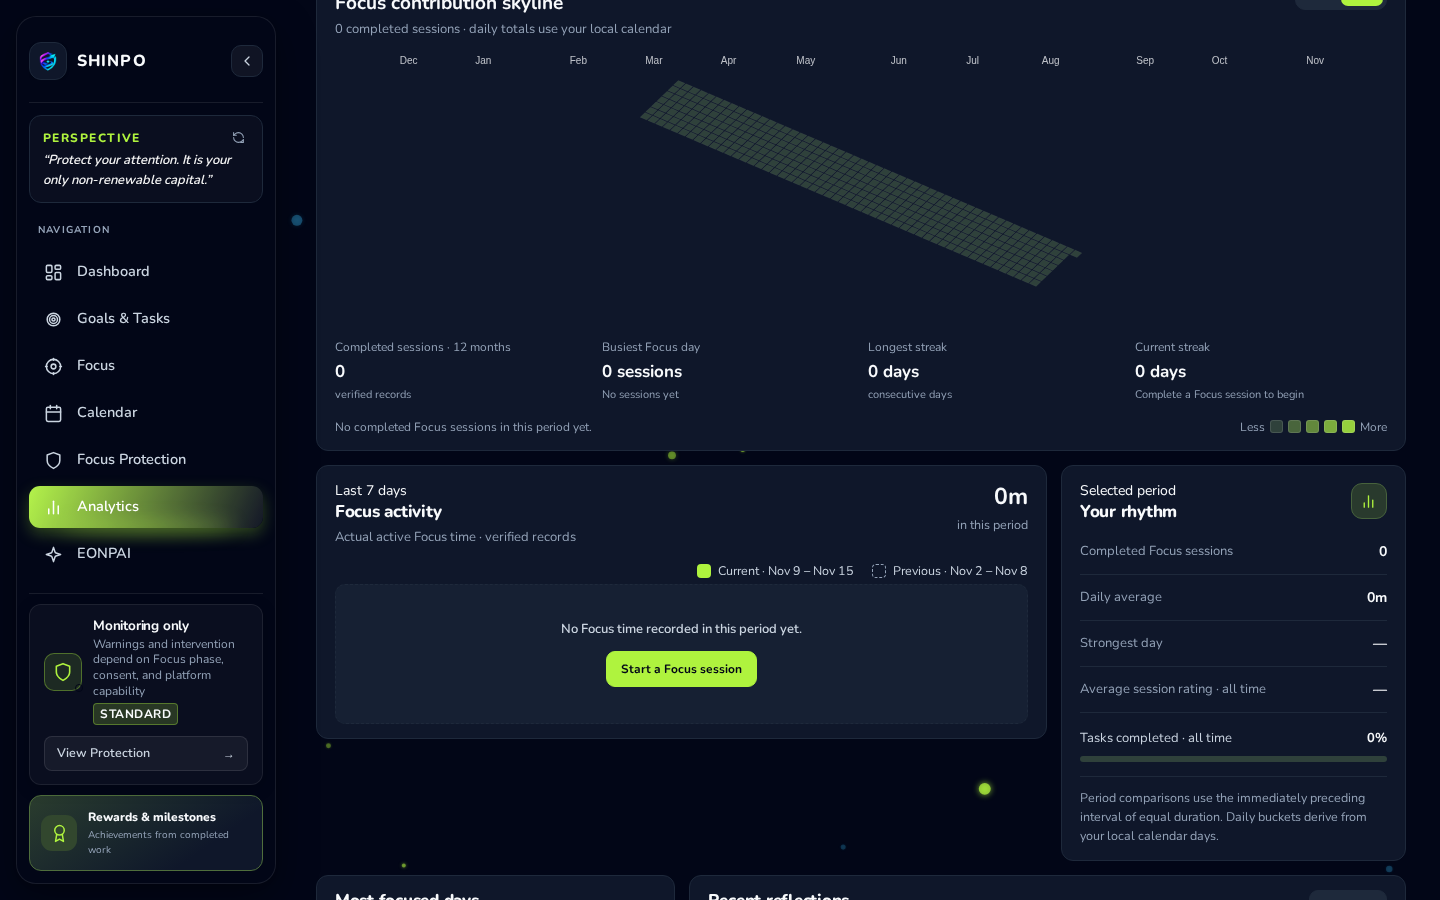 SHINPO
PERSPECTIVE
“Protect your attention. It is your
only non-renewable capital.”
NAVIGATION
Dashboard
Goals & Tasks
Focus
Calendar
Focus Protection
Analytics
EONPAI
Monitoring only
Warnings and intervention
depend on Focus phase,
consent, and platform
capability
STANDARD
View Protection →
Rewards & milestones
Achievements from completed
work
Focus contribution skyline
0 completed sessions · daily totals use your local calendar
Dec Jan Feb Mar Apr May Jun Jul Aug Sep Oct Nov
Completed sessions · 12 months
0
verified records
Busiest Focus day
0 sessions
No sessions yet
Longest streak
0 days
consecutive days
Current streak
0 days
Complete a Focus session to begin
No completed Focus sessions in this period yet.
Less More
Last 7 days
Focus activity
Actual active Focus time · verified records
0m
in this period
Current · Nov 9 – Nov 15
Previous · Nov 2 – Nov 8
No Focus time recorded in this period yet.
Start a Focus session
Selected period
Your rhythm
Completed Focus sessions 0
Daily average 0m
Strongest day —
Average session rating · all time —
Tasks completed · all time 0%
Period comparisons use the immediately preceding
interval of equal duration. Daily buckets derive from
your local calendar days.
Most focused days
Recent reflections